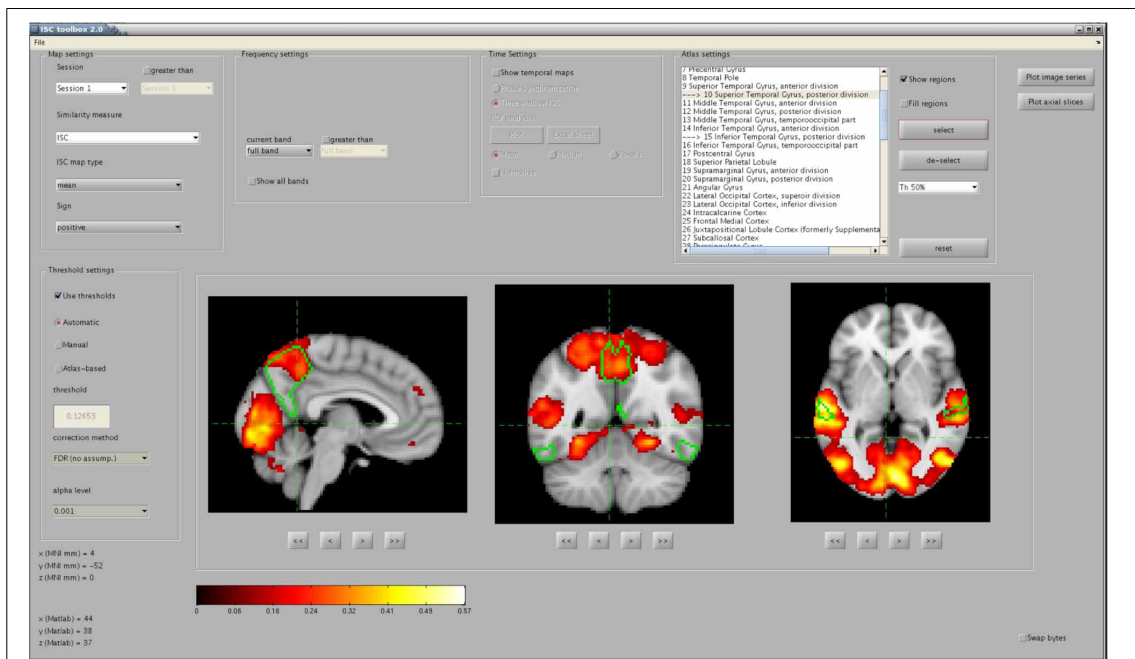 ISC toolbox 2.0
File
Map settings
Session
greater than
Session 1
Session 1
Similarity measure
ISC
ISC map type
mean
Sign
positive
Frequency settings
current band
greater than
full band
full band
Show all bands
Time Settings
Show temporal maps
Phase synchronization
Time window ISC
Plot
Excel sheet
Mean
Median
Voxels
Normalize
Atlas settings
7 Precentral Gyrus
8 Temporal Pole
9 Superior Temporal Gyrus, anterior division
---> 10 Superior Temporal Gyrus, posterior division
11 Middle Temporal Gyrus, anterior division
12 Middle Temporal Gyrus, posterior division
13 Middle Temporal Gyrus, temporooccipital part
14 Inferior Temporal Gyrus, anterior division
---> 15 Inferior Temporal Gyrus, posterior division
16 Inferior Temporal Gyrus, temporooccipital part
17 Postcentral Gyrus
18 Superior Parietal Lobule
19 Supramarginal Gyrus, anterior division
20 Supramarginal Gyrus, posterior division
21 Angular Gyrus
22 Lateral Occipital Cortex, superoir division
23 Lateral Occipital Cortex, inferior division
24 Intracalcarine Cortex
25 Frontal Medial Cortex
26 Juxtapositional Lobule Cortex (formerly Supplementa
27 Subcallosal Cortex
28 Paracingulate Gyrus
Show regions
Fill regions
select
de-select
Th 50%
reset
Plot image series
Plot axial slices
Threshold settings
Use thresholds
Automatic
Manual
Atlas-based
threshold
0.12653
correction method
FDR (no assump.)
alpha level
0.001
<< < > >>
<< < > >>
<< < > >>
x (MNI mm) = 4
y (MNI mm) = -52
z (MNI mm) = 0
0 0.08 0.16 0.24 0.32 0.41 0.49 0.57
x (Matlab) = 44
y (Matlab) = 38
z (Matlab) = 37
Swap bytes